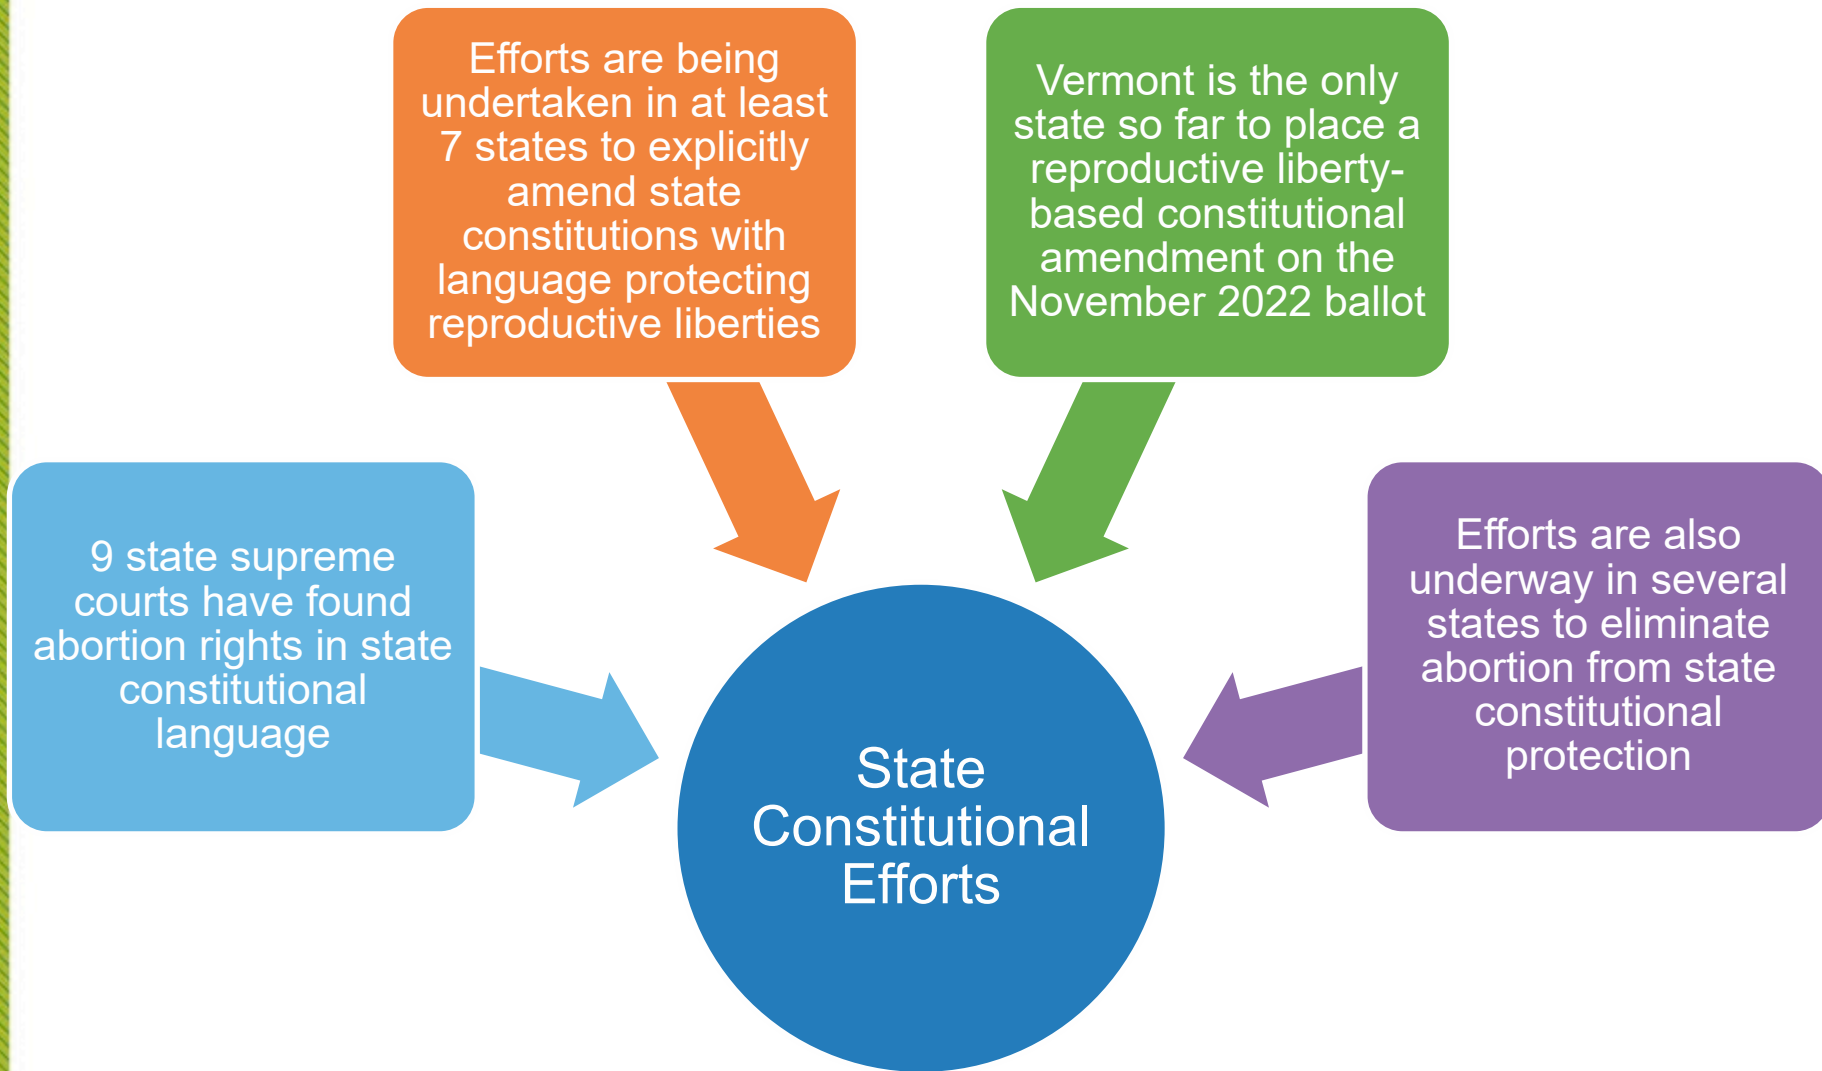 Efforts are being
undertaken in at least
7 states to explicitly
amend state
constitutions with
language protecting
reproductive liberties
Vermont is the only
state so far to place a
reproductive liberty-
based constitutional
amendment on the
November 2022 ballot
9 state supreme
courts have found
abortion rights in state
constitutional
language
Efforts are also
underway in several
states to eliminate
abortion from state
constitutional
protection
State
Constitutional
Efforts